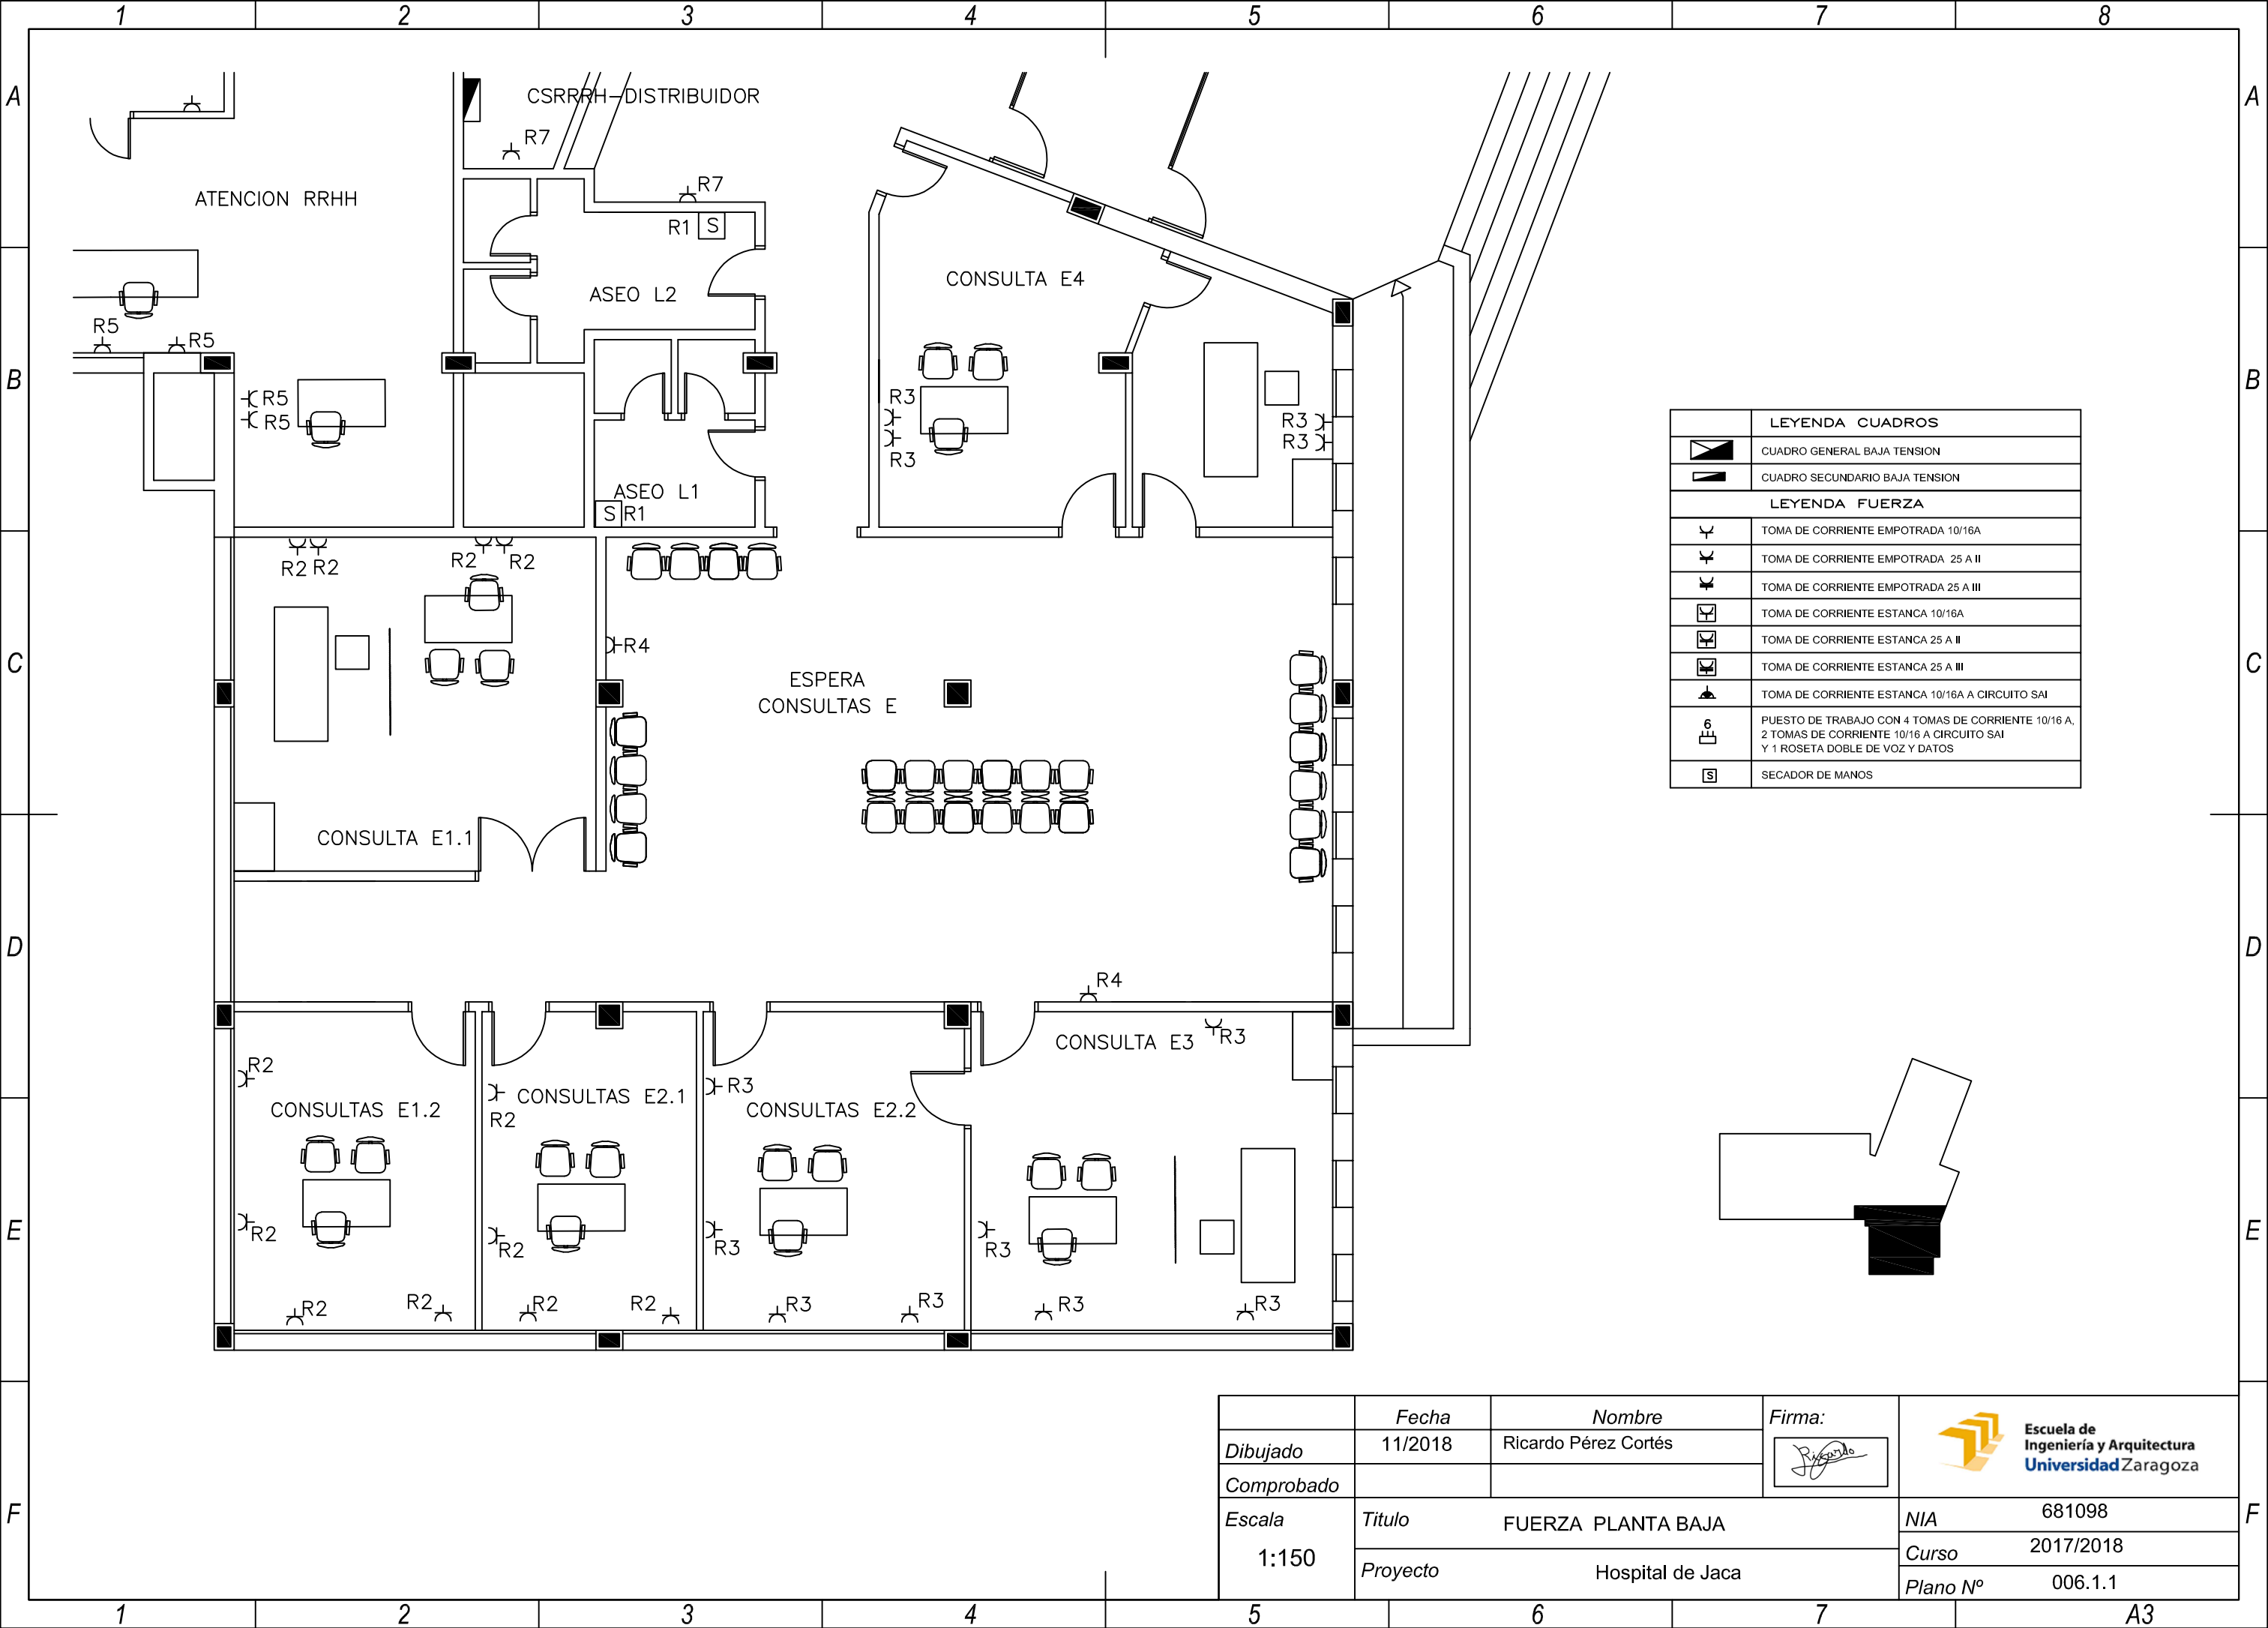 1 2 3 4 5 6 7 8
A A
CSRRRH-DISTRIBUIDOR
R7
ATENCION RRHH
R7
R1 S
CONSULTA E4
ASEO L2
R5
R5
B B
R5
R5
R3
R3
R3
R3
ASEO L1
S R1
R2 R2
R2 R2
R4
C C
ESPERA
CONSULTAS E
CONSULTA E1.1
LEYENDA CUADROS
CUADRO GENERAL BAJA TENSION
CUADRO SECUNDARIO BAJA TENSION
LEYENDA FUERZA
TOMA DE CORRIENTE EMPOTRADA 10/16A
TOMA DE CORRIENTE EMPOTRADA 25 A II
TOMA DE CORRIENTE EMPOTRADA 25 A III
TOMA DE CORRIENTE ESTANCA 10/16A
TOMA DE CORRIENTE ESTANCA 25 A II
TOMA DE CORRIENTE ESTANCA 25 A III
TOMA DE CORRIENTE ESTANCA 10/16A A CIRCUITO SAI
6
PUESTO DE TRABAJO CON 4 TOMAS DE CORRIENTE 10/16 A,
2 TOMAS DE CORRIENTE 10/16 A CIRCUITO SAI
Y 1 ROSETA DOBLE DE VOZ Y DATOS
S SECADOR DE MANOS
D D
R4
CONSULTA E3 R3
R2
CONSULTAS E1.2
R2
CONSULTAS E2.1
R3
CONSULTAS E2.2
E E
R2
R2
R3
R3
R2
R2
R2
R2
R3
R3
R3
R3
F F
Fecha Nombre Firma:
Dibujado 11/2018 Ricardo Pérez Cortés
Ricardo
Comprobado
Escuela de
Ingeniería y Arquitectura
Universidad Zaragoza
Escala
1:150
Titulo FUERZA PLANTA BAJA
Proyecto Hospital de Jaca
NIA 681098
Curso 2017/2018
Plano Nº 006.1.1
1 2 3 4 5 6 7 A3